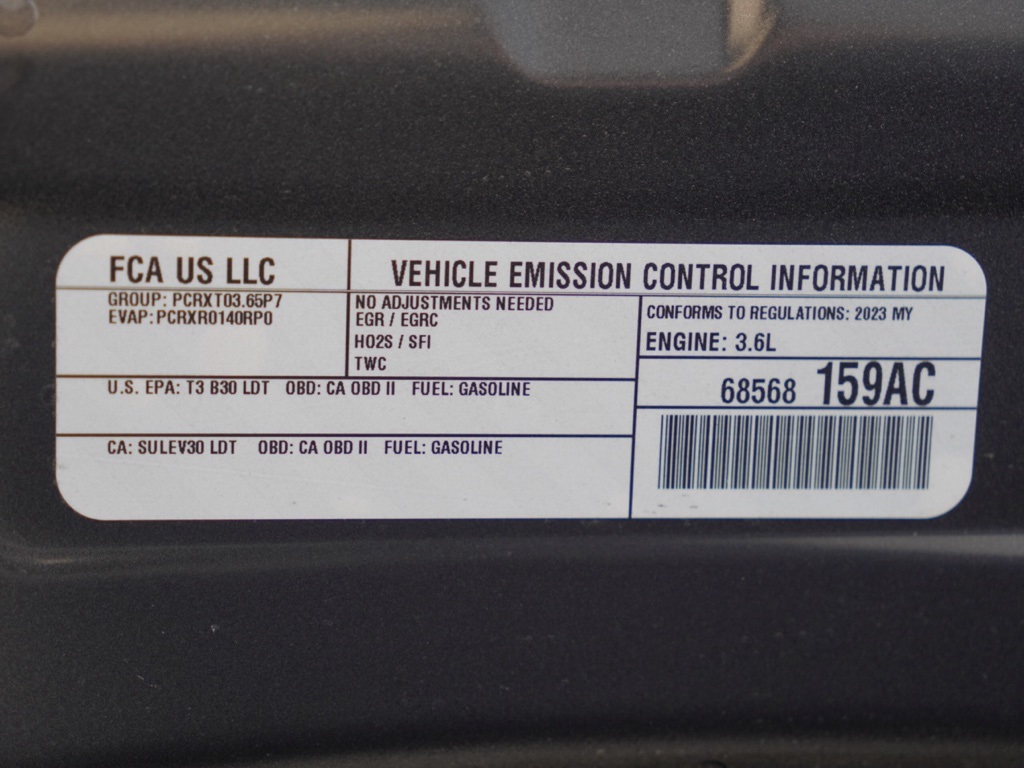 FCA US LLC
VEHICLE EMISSION CONTROL INFORMATION
GROUP: PCRXT03.65P7
EVAP: PCRXR0140RP0
NO ADJUSTMENTS NEEDED
EGR / EGRC
HO2S / SFI
TWC
CONFORMS TO REGULATIONS: 2023 MY
ENGINE: 3.6L
U.S. EPA: T3 B30 LDT OBD: CA OBD II FUEL: GASOLINE
68568 159AC
CA: SULEV30 LDT OBD: CA OBD II FUEL: GASOLINE